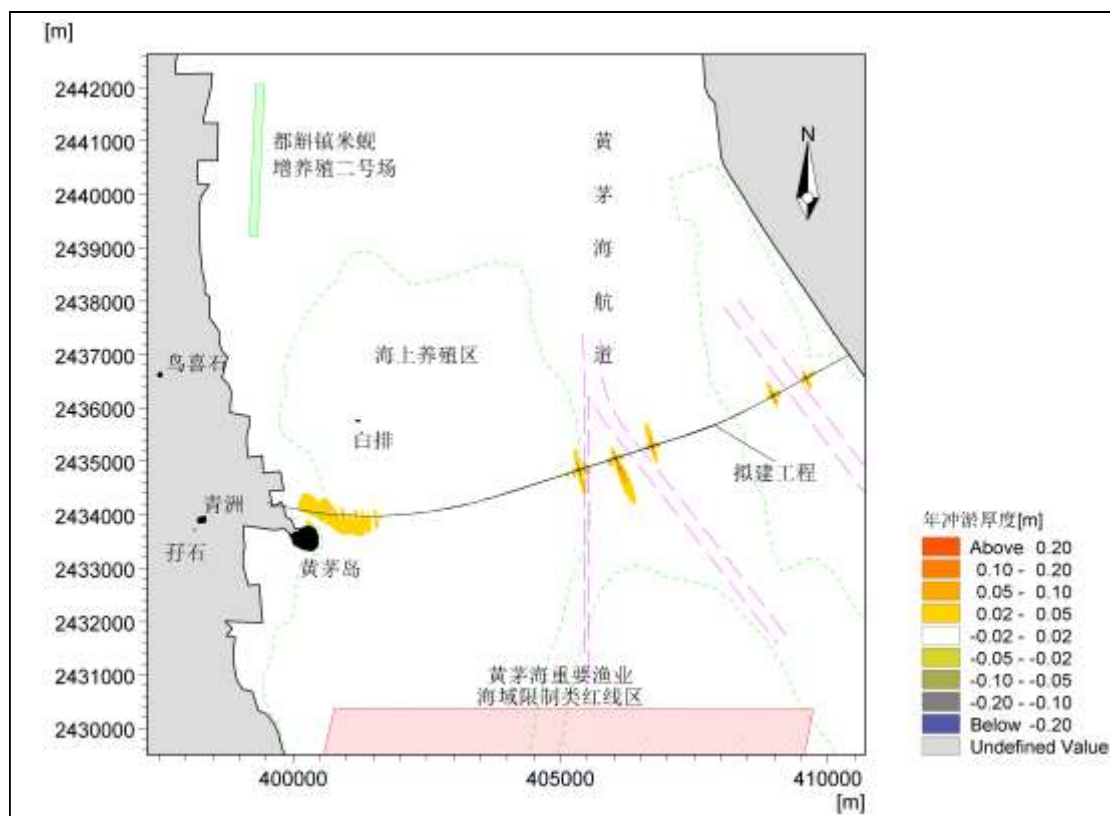 [m]
2442000
2441000
2440000
2439000
2438000
2437000
2436000
2435000
2434000
2433000
2432000
2431000
2430000
400000
405000
410000
[m]
都斛镇米蚬
增养殖二号场
黄
茅
海
航
道
N
海上养殖区
鸟喜石
白排
拟建工程
青洲
孖石
黄茅岛
黄茅海重要渔业
海域限制类红线区
年冲淤厚度[m]
Above 0.20
0.10 - 0.20
0.05 - 0.10
0.02 - 0.05
-0.02 - 0.02
-0.05 - -0.02
-0.10 - -0.05
-0.20 - -0.10
Below -0.20
Undefined Value